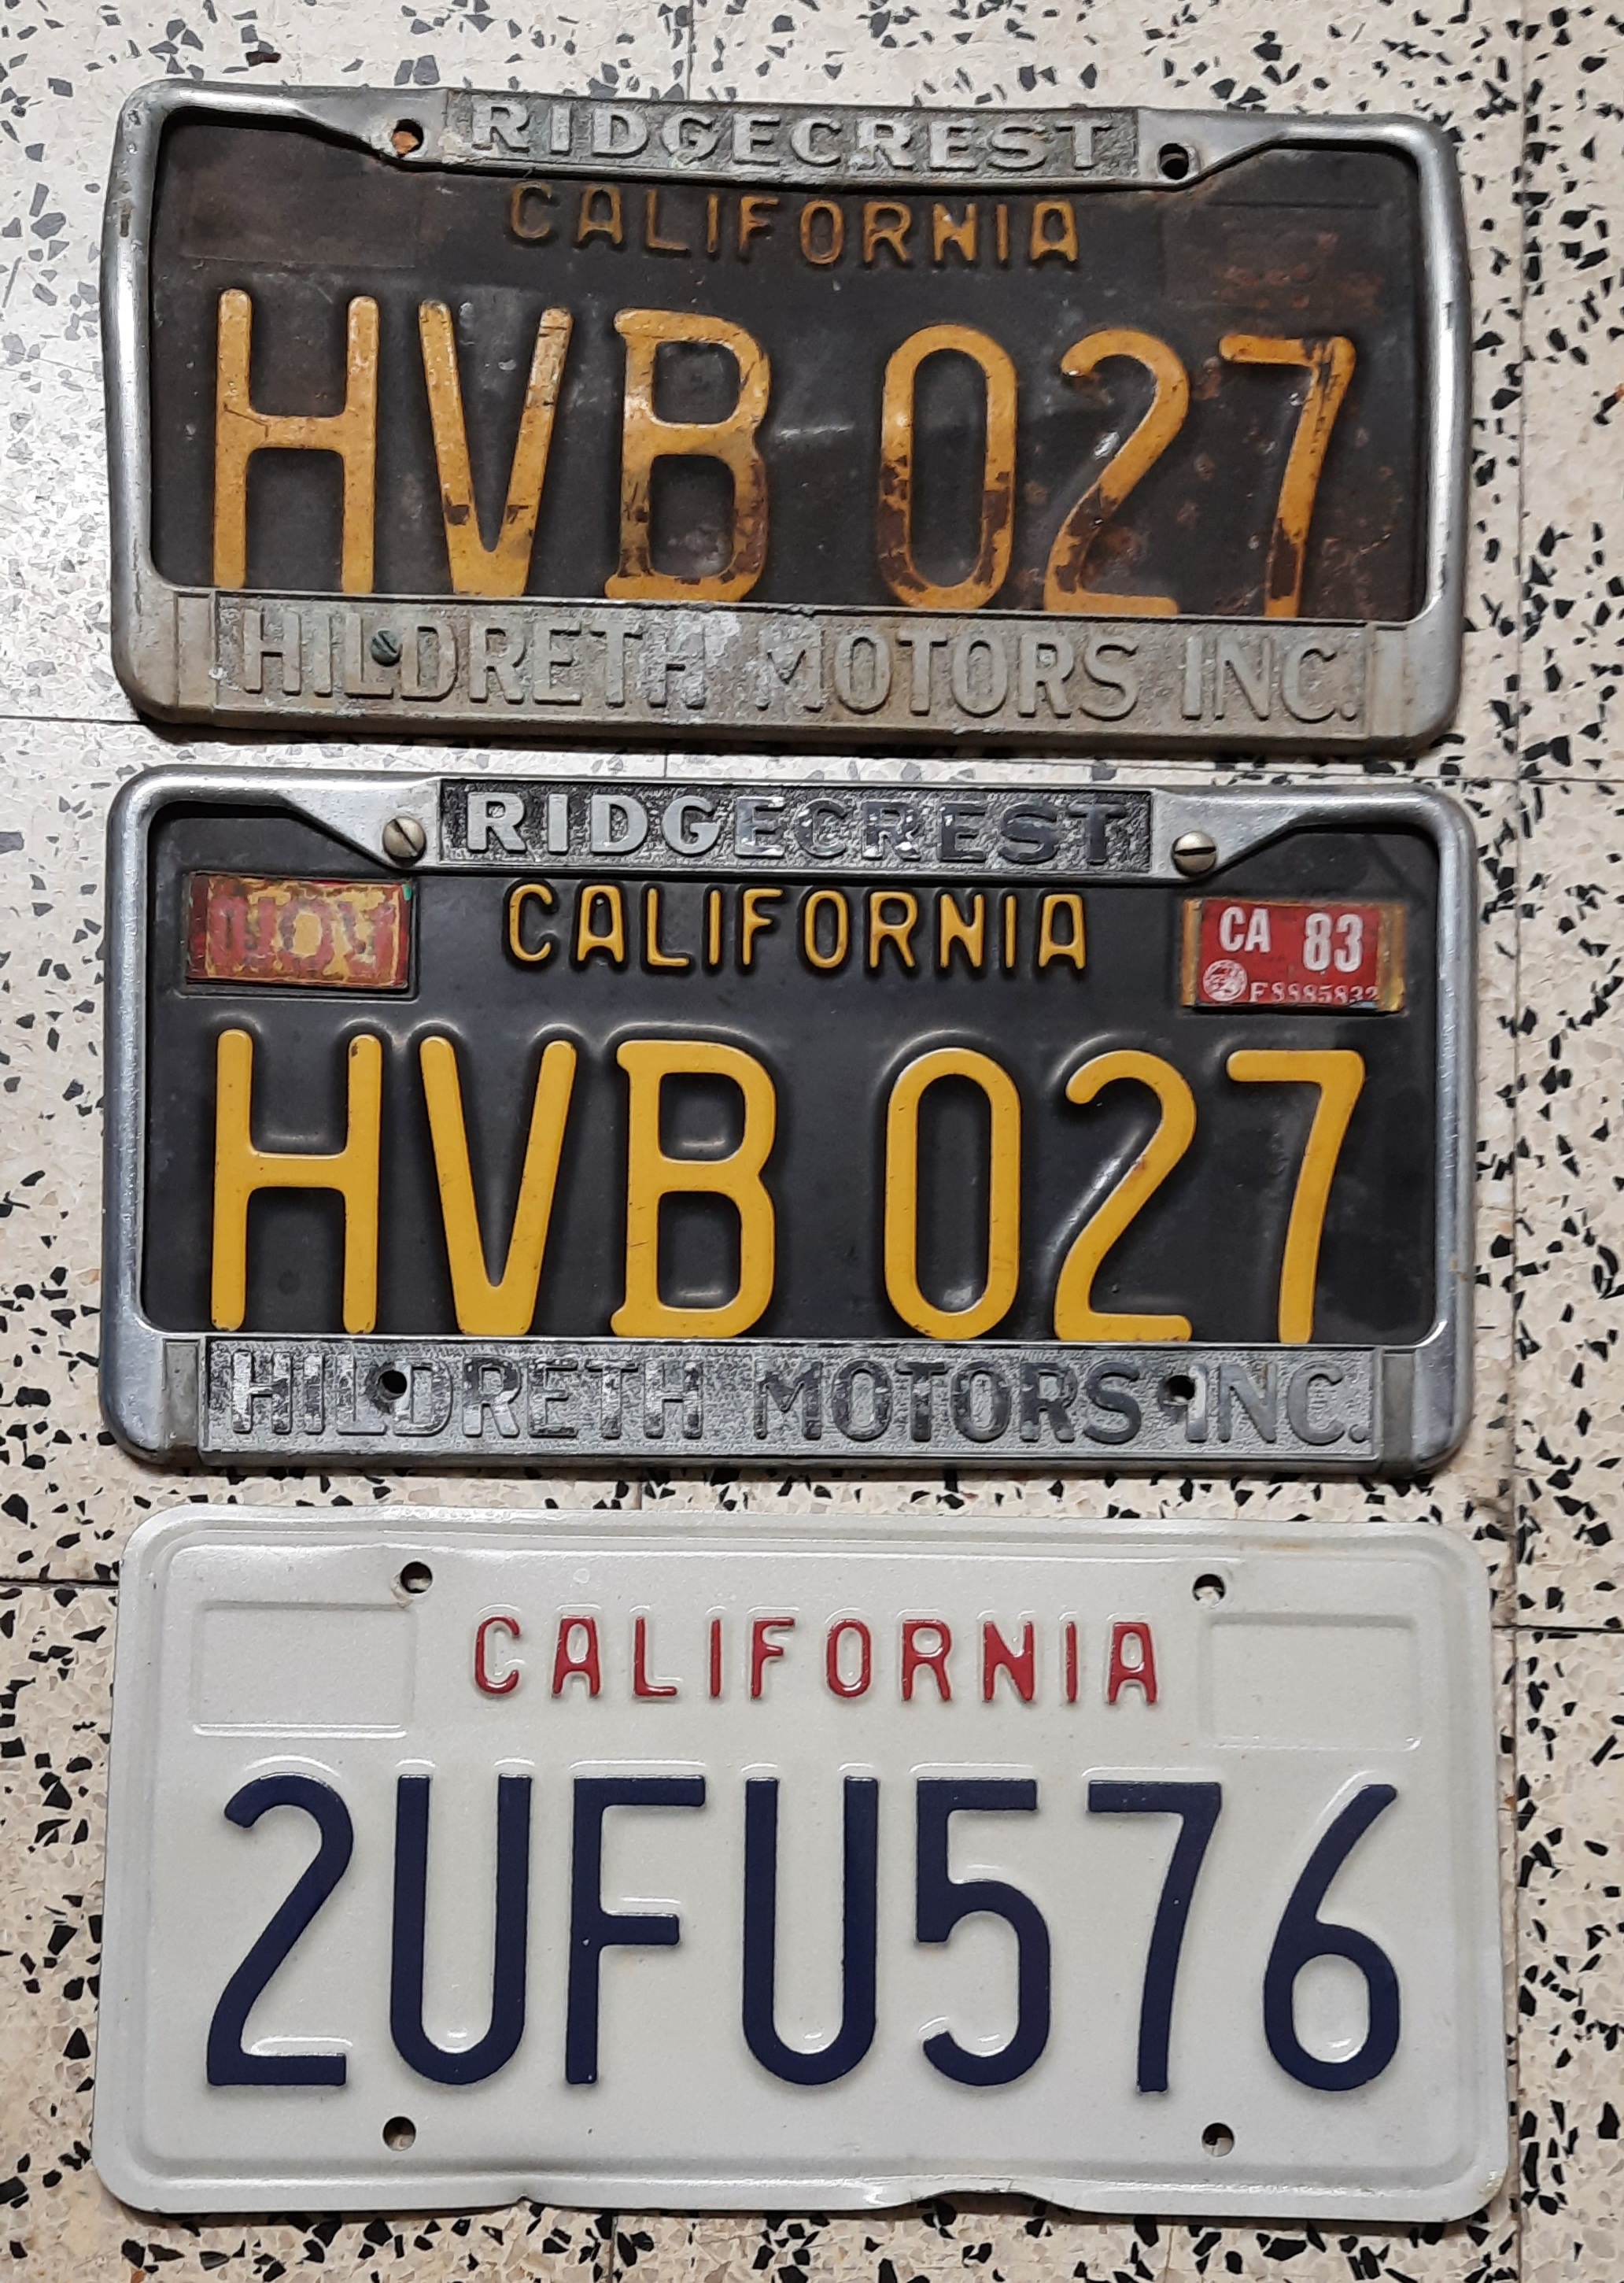 RIDGECREST
CALIFORNIA
HVB 027
HILDRETH MOTORS INC.
RIDGECREST
NOV
CALIFORNIA
CA 83
F8885832
HVB 027
HILDRETH MOTORS INC.
CALIFORNIA
2UFU576